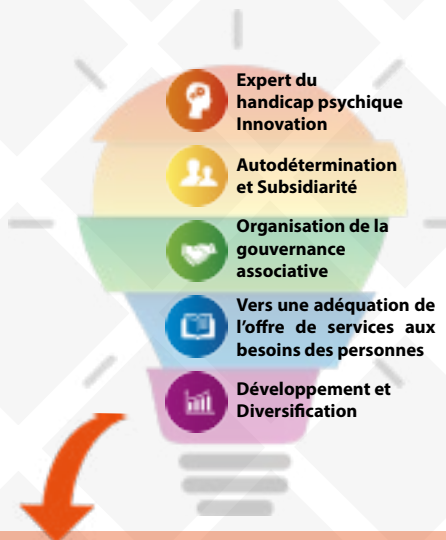 Expert du
handicap psychique
Innovation
Autodétermination
et Subsidiarité
Organisation de la
gouvernance
associative
Vers une adéquation de
l'offre de services aux
besoins des personnes
Développement et
Diversification